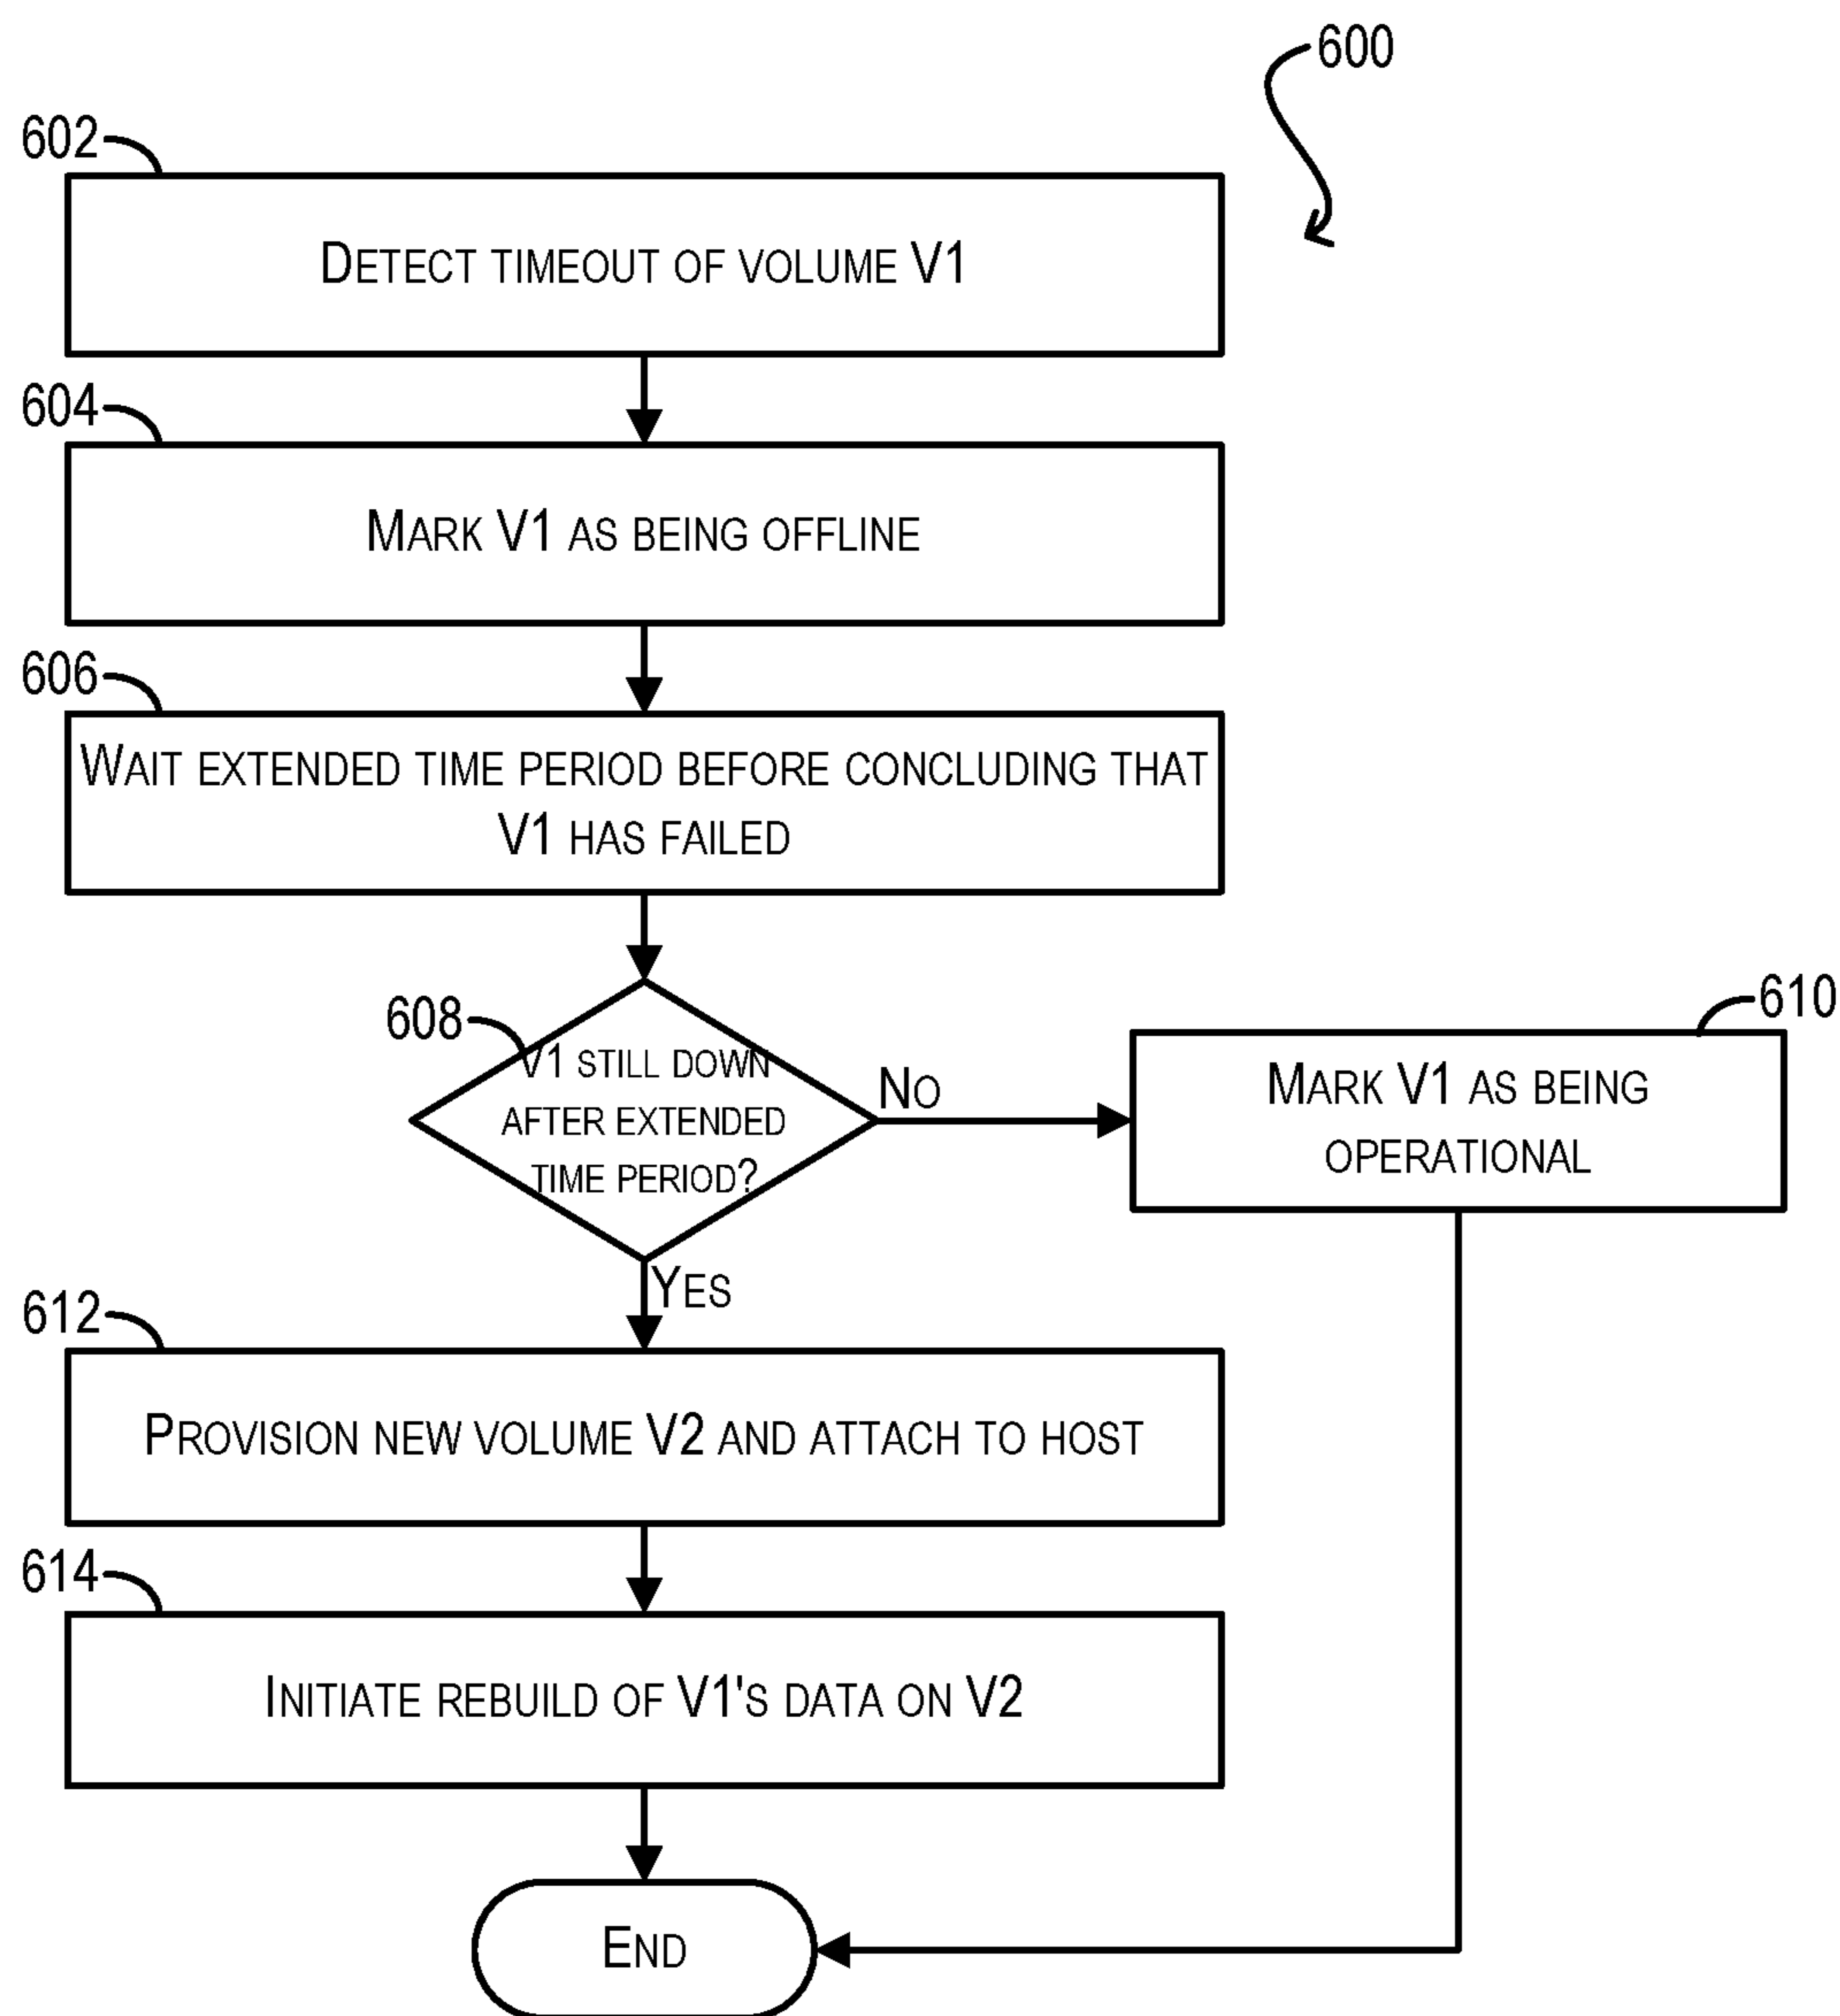 600
602
DETECT TIMEOUT OF VOLUME V1
604
MARK V1 AS BEING OFFLINE
606
WAIT EXTENDED TIME PERIOD BEFORE CONCLUDING THAT
V1 HAS FAILED
608
V1 STILL DOWN
AFTER EXTENDED
TIME PERIOD?
NO
610
MARK V1 AS BEING
OPERATIONAL
YES
612
PROVISION NEW VOLUME V2 AND ATTACH TO HOST
614
INITIATE REBUILD OF V1'S DATA ON V2
END